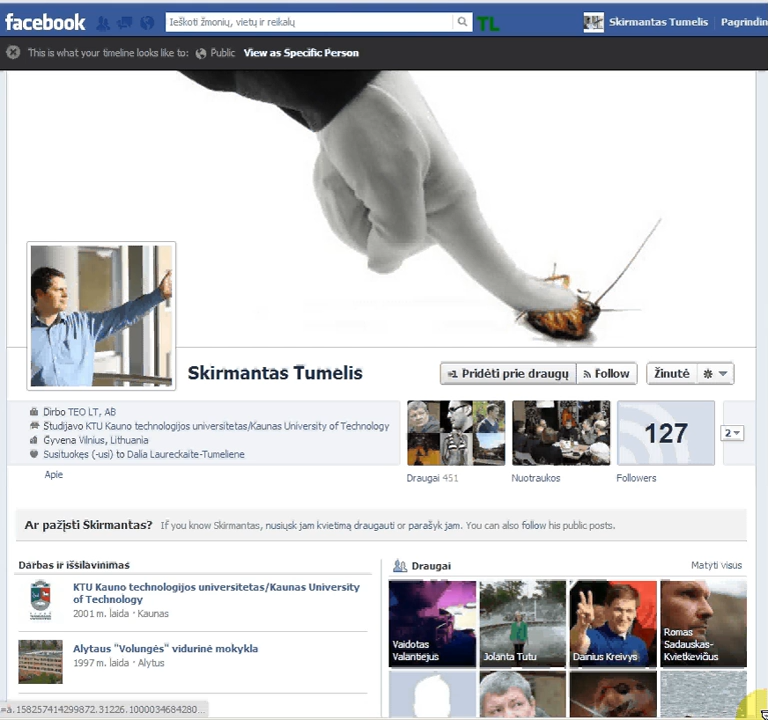 facebook
Ieškoti žmonių, vietų ir reikalų
TL
Skirmantas Tumelis
Pagrindin
This is what your timeline looks like to:
Public
View as Specific Person
Skirmantas Tumelis
+1 Pridėti prie draugų
Follow
Žinutė
Dirbo TEO LT, AB
Studijavo KTU Kauno technologijos universitetas/Kaunas University of Technology
Gyvena Vilnius, Lithuania
Susituokęs (-usi) to Dalia Laureckaite-Tumeliene
Apie
Draugai 451
Nuotraukos
127
Followers
2
Ar pažįsti Skirmantas?
If you know Skirmantas, nusiųsk jam kvietimą draugauti or parašyk jam. You can also follow his public posts.
Darbas ir išsilavinimas
KTU Kauno technologijos universitetas/Kaunas University
of Technology
2001 m. laida · Kaunas
Alytaus "Volungės" vidurinė mokykla
1997 m. laida · Alytus
Draugai
Matyti visus
Vaidotas
Valantiejus
Jolanta Tutu
Dainius Kreivys
Romas
Sadauskas-
Kvietkevičius
=a.158257414299872.31226.1000034684280...